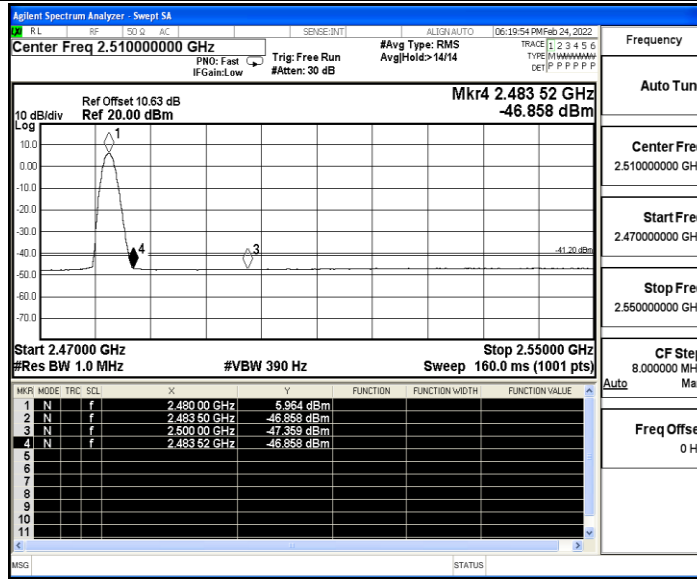 Agilent Spectrum Analyzer - Swept SA
RL RF 50 Ω AC SENSE:INT ALIGN AUTO 06:19:54 PM Feb 24, 2022
Center Freq 2.510000000 GHz
PNO: Fast
IFGain:Low
Trig: Free Run
#Atten: 30 dB
#Avg Type: RMS
Avg|Hold:>14/14
TRACE 1 2 3 4 5 6
TYPE M W W W W W
DET P P P P P P
Frequency
Auto Tun
Center Fre
2.510000000 GH
Start Fre
2.470000000 GH
Stop Fre
2.550000000 GH
CF Step
8.000000 MH
Auto Ma
Freq Offse
0 H
Ref Offset 10.63 dB
10 dB/div Ref 20.00 dBm
Log
Mkr4 2.483 52 GHz
-46.858 dBm
10.0
0.00
-10.0
-20.0
-30.0
-40.0
-50.0
-60.0
-70.0
1
4
3
-41.20 dBm
Start 2.47000 GHz Stop 2.55000 GHz
#Res BW 1.0 MHz #VBW 390 Hz Sweep 160.0 ms (1001 pts)
MKR MODE TRC SCL X Y FUNCTION FUNCTION WIDTH FUNCTION VALUE
1 N f 2.480 00 GHz 5.964 dBm
2 N f 2.483 50 GHz -46.858 dBm
3 N f 2.500 00 GHz -47.359 dBm
4 N f 2.483 52 GHz -46.858 dBm
5
6
7
8
9
10
11
MSG STATUS